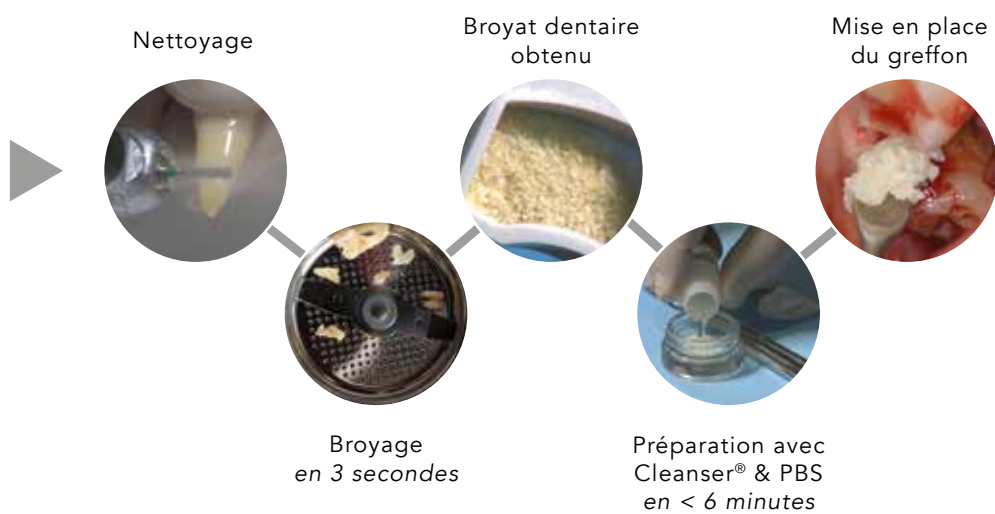 Nettoyage
Broyage
en 3 secondes
Broyat dentaire
obtenu
Préparation avec
Cleanser® & PBS
en < 6 minutes
Mise en place
du greffon